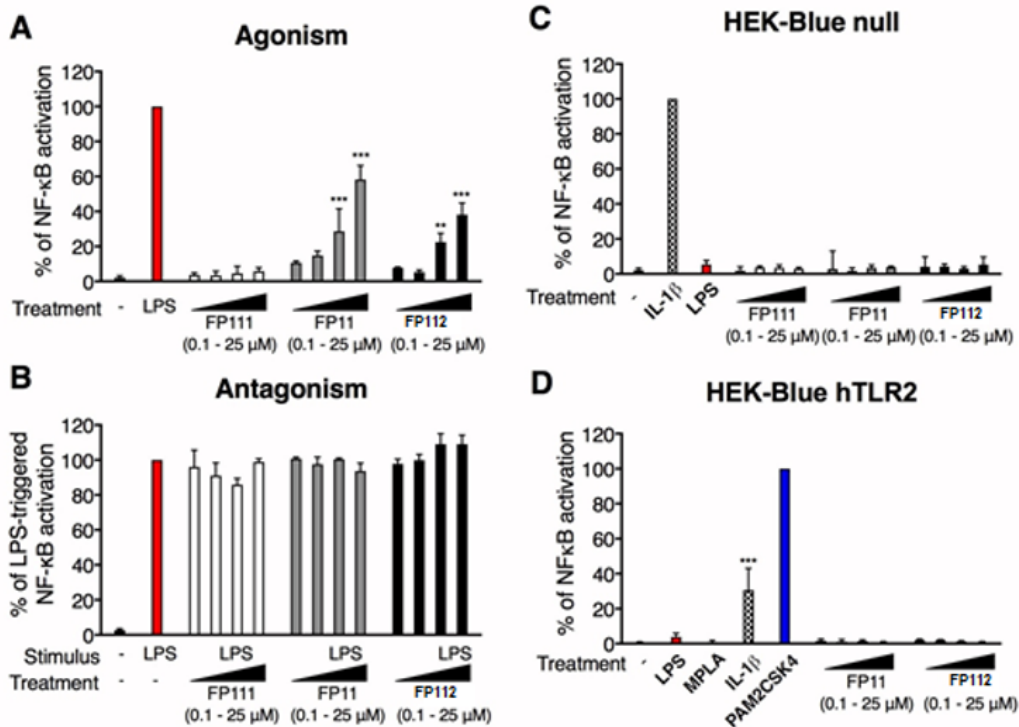 A
Agonism
% of NF-κB activation
120
100
80
60
40
20
0
***
***
**
***
Treatment - LPS
FP111 FP11 FP112
(0.1 - 25 μM) (0.1 - 25 μM) (0.1 - 25 μM)
B
Antagonism
% of LPS-triggered
NF-κB activation
120
100
80
60
40
20
0
Stimulus - LPS LPS LPS LPS
Treatment - -
FP111 FP11 FP112
(0.1 - 25 μM) (0.1 - 25 μM) (0.1 - 25 μM)
C
HEK-Blue null
% of NF-κB activation
120
100
80
60
40
20
0
Treatment - IL-1β LPS
FP111 FP11 FP112
(0.1 - 25 μM) (0.1 - 25 μM) (0.1 - 25 μM)
D
HEK-Blue hTLR2
% of NFκB activation
120
100
80
60
40
20
0
***
Treatment - LPS MPLA IL-1β PAM2CSK4
FP11 FP112
(0.1 - 25 μM) (0.1 - 25 μM)